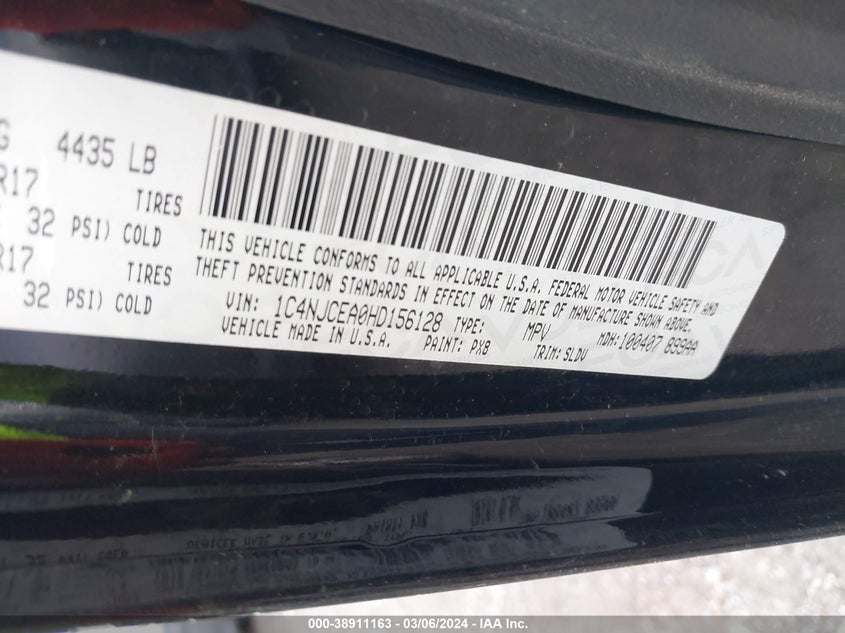 G 4435 LB
R17 TIRES
32 PSI) COLD
R17 TIRES
32 PSI) COLD
THIS VEHICLE CONFORMS TO ALL APPLICABLE U.S.A. FEDERAL MOTOR VEHICLE SAFETY AND
THEFT PREVENTION STANDARDS IN EFFECT ON THE DATE OF MANUFACTURE SHOWN ABOVE.
VIN: 1C4NJCEA0HD156128 TYPE: MPV MDH:100407 899AA
VEHICLE MADE IN U.S.A. PAINT: PX8 TRIM: SLDV
000-38911163 - 03/06/2024 - IAA Inc.